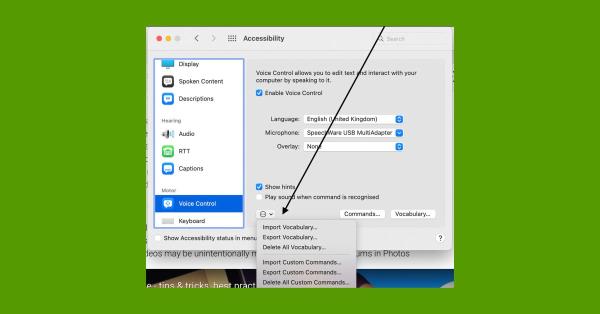 Accessibility
Search
Display
Spoken Content
Descriptions
Hearing
Audio
RTT
Captions
Motor
Voice Control
Keyboard
Voice Control allows you to edit text and interact with your
computer by speaking to it.
Enable Voice Control
Language: English (United Kingdom)
Microphone: SpeechWare USB MultiAdapter
Overlay: None
Show hints
Play sound when command is recognised
Commands...
Vocabulary...
Show Accessibility status in menu
?
Import Vocabulary...
Export Vocabulary...
Delete All Vocabulary...
Import Custom Commands...
Export Custom Commands...
Delete All Custom Commands...
deos may be unintentionally
ums in Photos
- tips & tricks, best